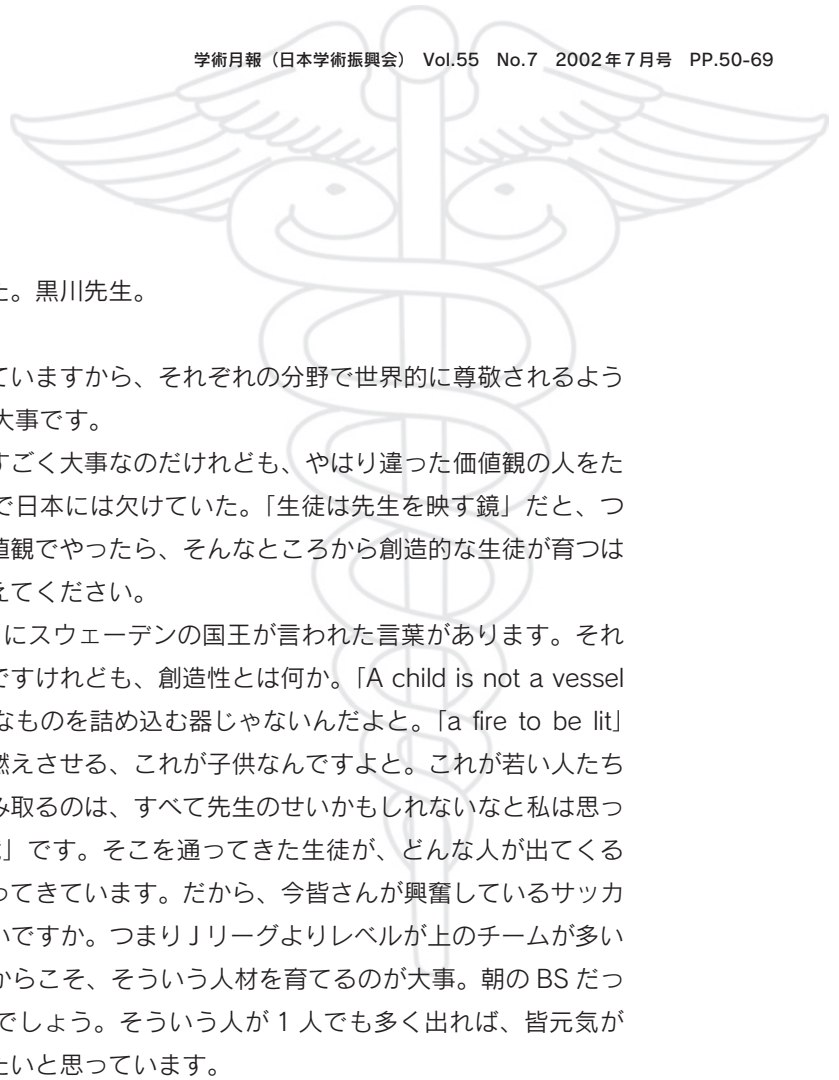 学術月報（日本学術振興会） Vol.55 No.7 2002年7月号 PP.50-69
た。黒川先生。
ていますから、それぞれの分野で世界的に尊敬されるよう
大事です。
すごく大事なのだけれども、やはり違った価値観の人をた
で日本には欠けていた。「生徒は先生を映す鏡」だと、つ
値観でやったら、そんなところから創造的な生徒が育つは
えてください。
にスウェーデンの国王が言われた言葉があります。それ
ですけれども、創造性とは何か。「A child is not a vessel
なものを詰め込む器じゃないんだよと。「a fire to be lit」
燃えさせる、これが子供なんですよと。これが若い人たち
み取るのは、すべて先生のせいかもしれないなと私は思っ
」です。そこを通ってきた生徒が、どんな人が出てくる
ってきています。だから、今皆さんが興奮しているサッカ
いですか。つまりJリーグよりレベルが上のチームが多い
からこそ、そういう人材を育てるのが大事。朝のBSだっ
でしょう。そういう人が1人でも多く出れば、皆元気が
たいと思っています。